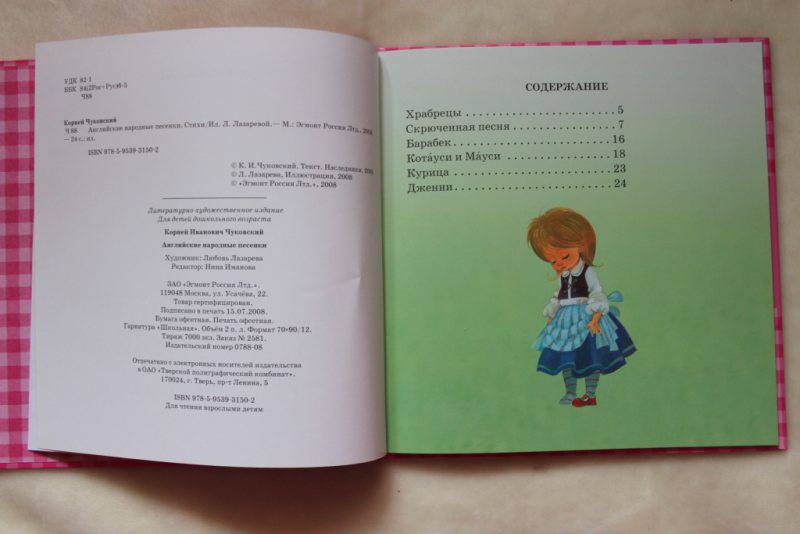 УДК 82-1
ББК 84(2Рос=Рус)6-5
Ч88
Корней Чуковский
Ч 88 Английские народные песенки. Стихи/Ил. Л. Лазаревой. — М.: Эгмонт Россия Лтд., 2008
— 24 с.: ил.
ISBN 978-5-9539-3150-2
© К. И. Чуковский. Текст. Наследники, 2008
© Л. Лазарева, Иллюстрации, 2008
© «Эгмонт Россия Лтд.», 2008
Литературно-художественное издание
Для детей дошкольного возраста
Корней Иванович Чуковский
Английские народные песенки
Художник: Любовь Лазарева
Редактор: Нина Иманова
ЗАО «Эгмонт Россия Лтд.».
119048 Москва, ул. Усачёва, 22.
Товар сертифицирован.
Подписано в печать 15.07.2008.
Бумага офсетная. Печать офсетная.
Гарнитура «Школьная». Объём 2 п. л. Формат 70×90/12.
Тираж 7000 экз. Заказ № 2581.
Издательский номер 0788-08
Отпечатано с электронных носителей издательства
в ОАО «Тверской полиграфический комбинат».
170024, г. Тверь, пр-т Ленина, 5
ISBN 978-5-9539-3150-2
Для чтения взрослыми детям
СОДЕРЖАНИЕ
Храбрецы . . . . . . . . . . . . . . . . . . . . . . . 5
Скрюченная песня . . . . . . . . . . . . . . . . 7
Барабек . . . . . . . . . . . . . . . . . . . . . . . . 16
Котáуси и Мáуси . . . . . . . . . . . . . . . . 18
Курица . . . . . . . . . . . . . . . . . . . . . . . . 23
Дженни . . . . . . . . . . . . . . . . . . . . . . . . 24